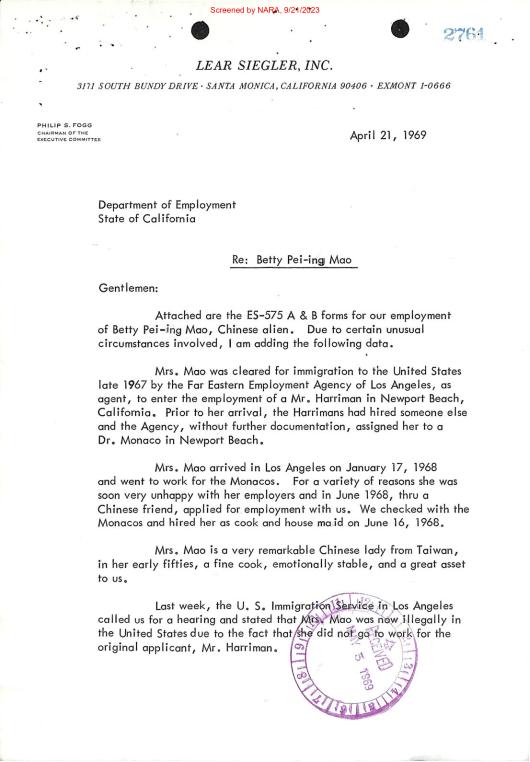 Screened by NARA, 9/21/2023
2761
LEAR SIEGLER, INC.
3171 SOUTH BUNDY DRIVE · SANTA MONICA, CALIFORNIA 90406 · EXMONT 1-0666
PHILIP S. FOGG
CHAIRMAN OF THE
EXECUTIVE COMMITTEE
April 21, 1969
Department of Employment
State of California
Re: Betty Pei-ing Mao
Gentlemen:
Attached are the ES-575 A & B forms for our employment
of Betty Pei-ing Mao, Chinese alien. Due to certain unusual
circumstances involved, I am adding the following data.
Mrs. Mao was cleared for immigration to the United States
late 1967 by the Far Eastern Employment Agency of Los Angeles, as
agent, to enter the employment of a Mr. Harriman in Newport Beach,
California. Prior to her arrival, the Harrimans had hired someone else
and the Agency, without further documentation, assigned her to a
Dr. Monaco in Newport Beach.
Mrs. Mao arrived in Los Angeles on January 17, 1968
and went to work for the Monacos. For a variety of reasons she was
soon very unhappy with her employers and in June 1968, thru a
Chinese friend, applied for employment with us. We checked with the
Monacos and hired her as cook and house maid on June 16, 1968.
Mrs. Mao is a very remarkable Chinese lady from Taiwan,
in her early fifties, a fine cook, emotionally stable, and a great asset
to us.
Last week, the U. S. Immigration Service in Los Angeles
called us for a hearing and stated that Mrs. Mao was now illegally in
the United States due to the fact that she did not go to work for the
original applicant, Mr. Harriman.
RECEIVED
MAY 5 1969